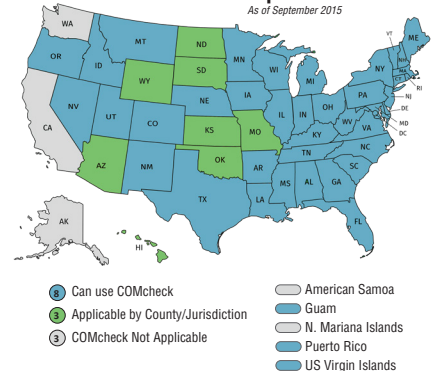 As of September 2015
WA
MT
ND
MN
ME
VT
NH
MA
CT
RI
OR
ID
WY
SD
WI
MI
NY
NV
UT
CO
NE
IA
IL
IN
OH
PA
NJ
DE
MD
DC
CA
KS
MO
KY
WV
VA
AZ
NM
OK
AR
TN
NC
SC
TX
LA
MS
AL
GA
FL
AK
HI
8 Can use COMcheck
3 Applicable by County/Jurisdiction
3 COMcheck Not Applicable
American Samoa
Guam
N. Mariana Islands
Puerto Rico
US Virgin Islands